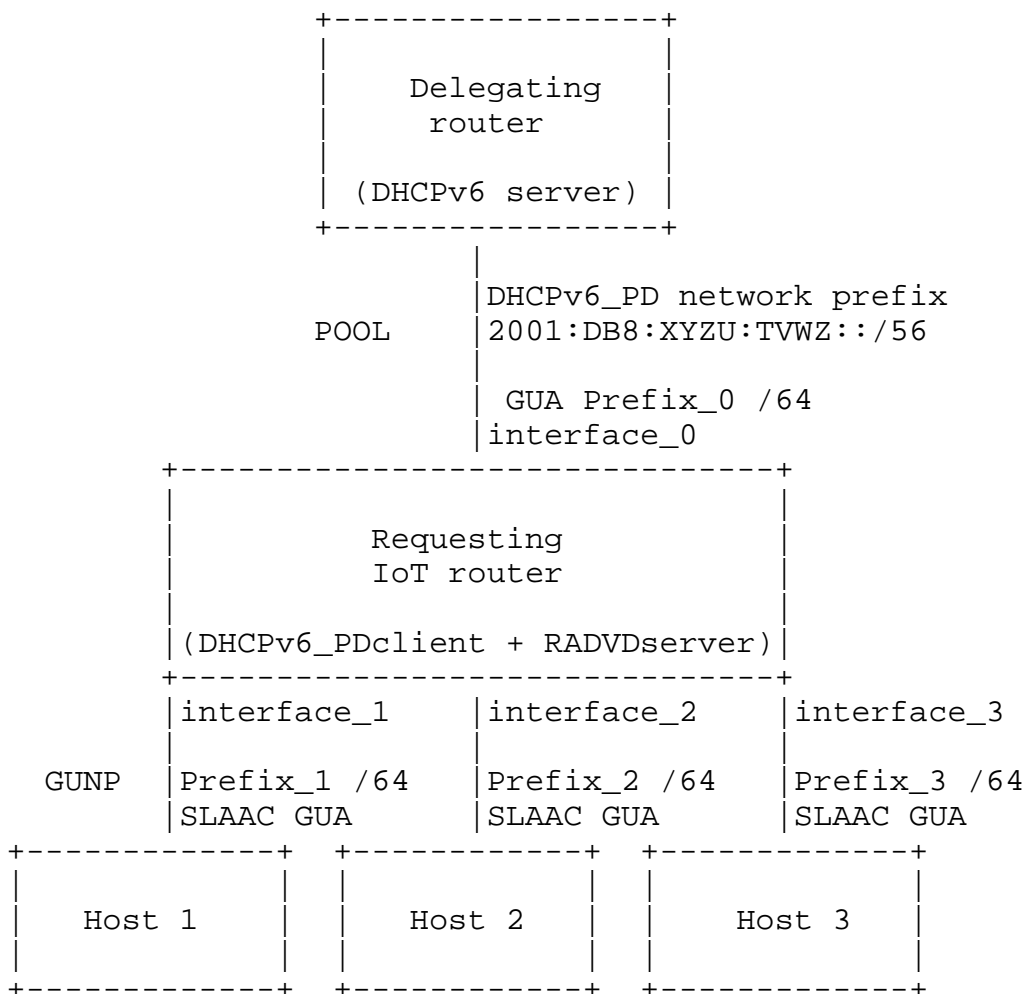 Delegating
router
(DHCPv6 server)
DHCPv6_PD network prefix
POOL 2001:DB8:XYZU:TVWZ::/56
GUA Prefix_0 /64
interface_0
Requesting
IoT router
(DHCPv6_PDclient + RADVDserver)
interface_1 interface_2 interface_3
GUNP Prefix_1 /64 Prefix_2 /64 Prefix_3 /64
SLAAC GUA SLAAC GUA SLAAC GUA
Host 1 Host 2 Host 3